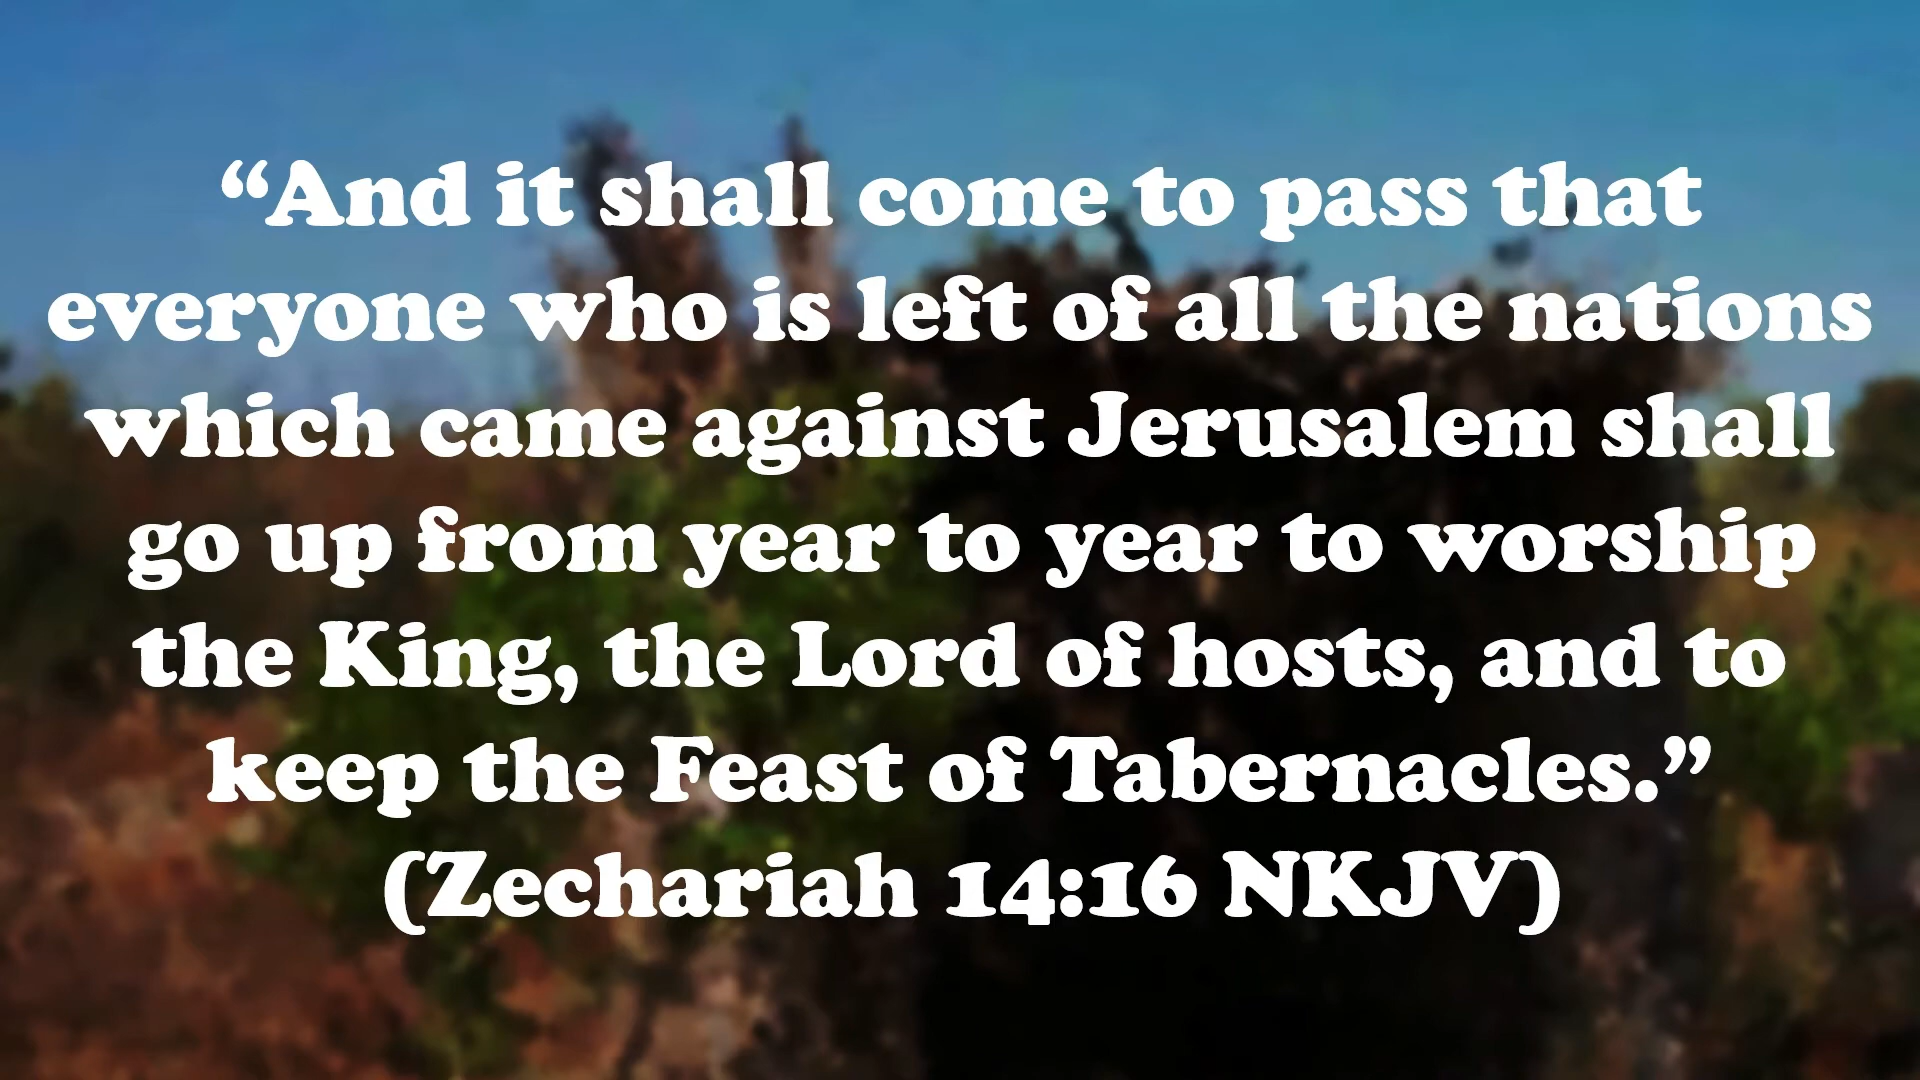 “And it shall come to pass that
everyone who is left of all the nations
which came against Jerusalem shall
go up from year to year to worship
the King, the Lord of hosts, and to
keep the Feast of Tabernacles.”
(Zechariah 14:16 NKJV)